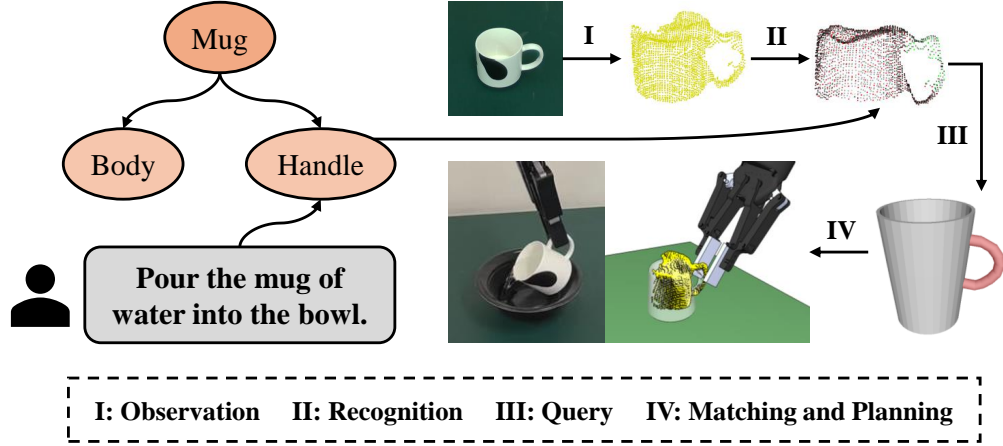 Mug
I
II
Body
Handle
III
IV
Pour the mug of
water into the bowl.
I: Observation II: Recognition III: Query IV: Matching and Planning